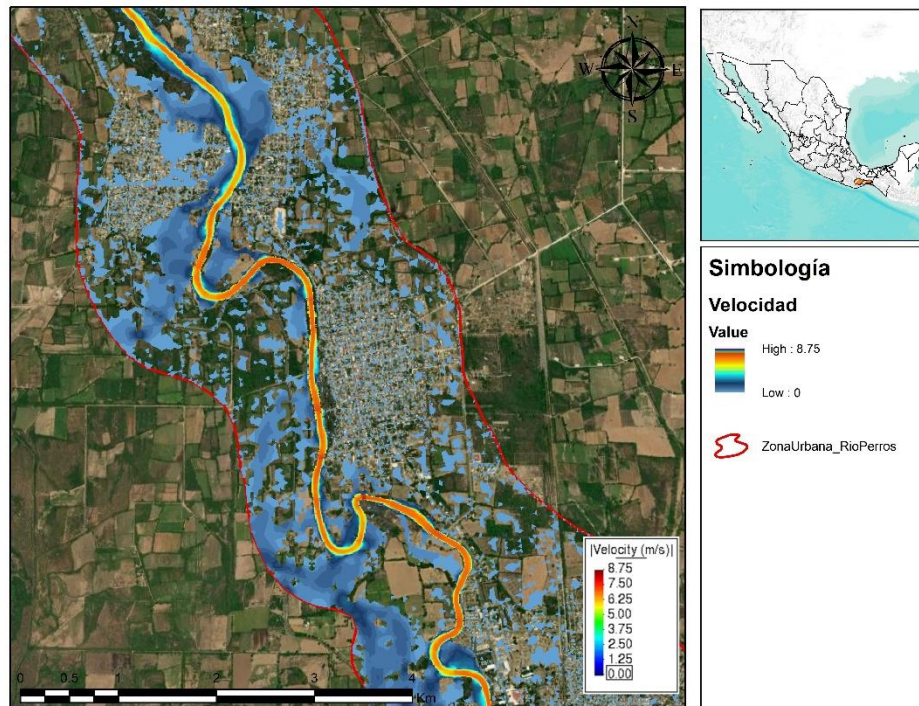 N
W
E
S
0
0.5
1
2
3
4
Km
|Velocity (m/s)|
8.75
7.50
6.25
5.00
3.75
2.50
1.25
0.00
Simbología
Velocidad
Value
High : 8.75
Low : 0
ZonaUrbana_RioPerros